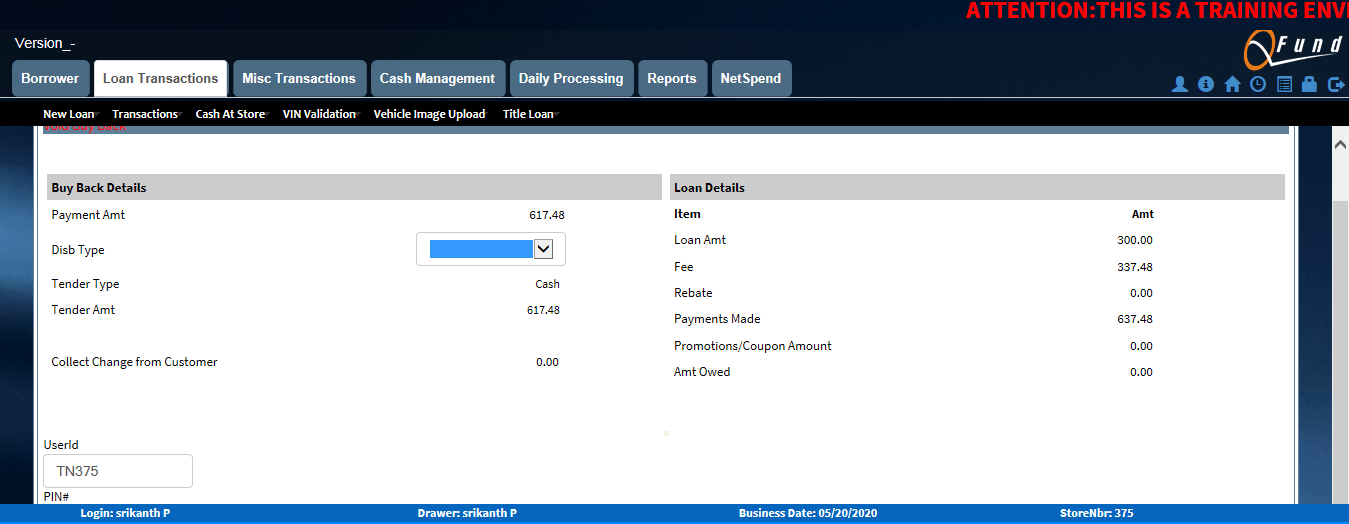 ATTENTION:THIS IS A TRAINING ENVI
Version_-
Fund
Borrower Loan Transactions Misc Transactions Cash Management Daily Processing Reports NetSpend
New Loan Transactions Cash At Store VIN Validation Vehicle Image Upload Title Loan
Void Buy Back
Buy Back Details
Payment Amt 617.48
Disb Type
Tender Type Cash
Tender Amt 617.48
Collect Change from Customer 0.00
Loan Details
Item Amt
Loan Amt 300.00
Fee 337.48
Rebate 0.00
Payments Made 637.48
Promotions/Coupon Amount 0.00
Amt Owed 0.00
UserId
TN375
PIN#
Login: srikanth P Drawer: srikanth P Business Date: 05/20/2020 StoreNbr: 375